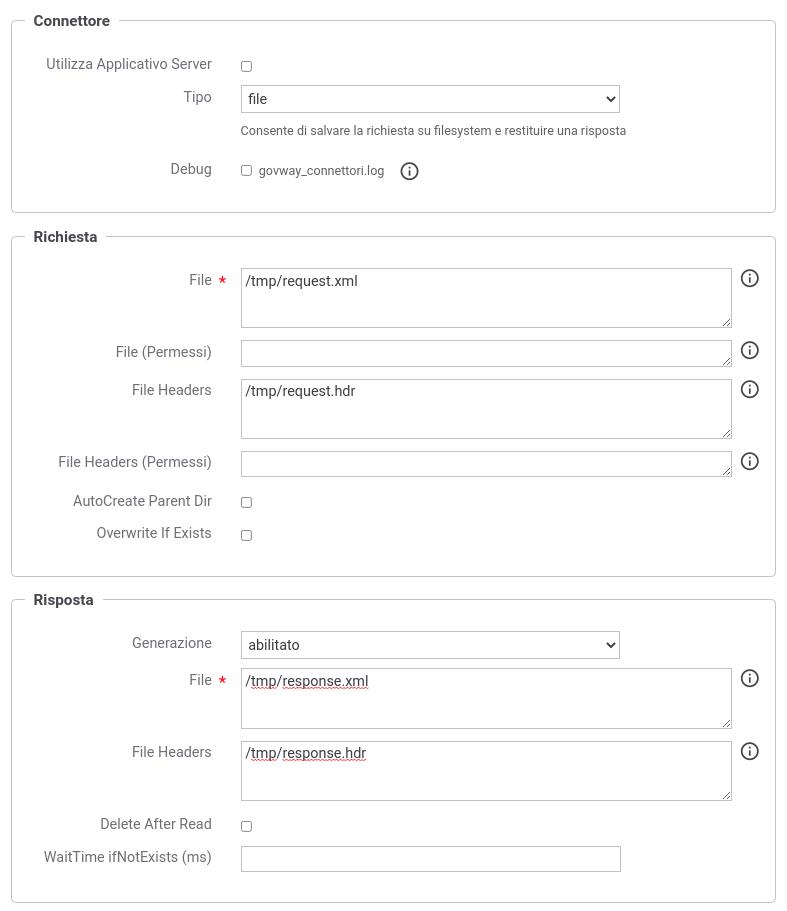 Connettore
Utilizza Applicativo Server
Tipo file
Consente di salvare la richiesta su filesystem e restituire una risposta
Debug govway_connettori.log
Richiesta
File * /tmp/request.xml
File (Permessi)
File Headers /tmp/request.hdr
File Headers (Permessi)
AutoCreate Parent Dir
Overwrite If Exists
Risposta
Generazione abilitato
File * /tmp/response.xml
File Headers /tmp/response.hdr
Delete After Read
WaitTime ifNotExists (ms)